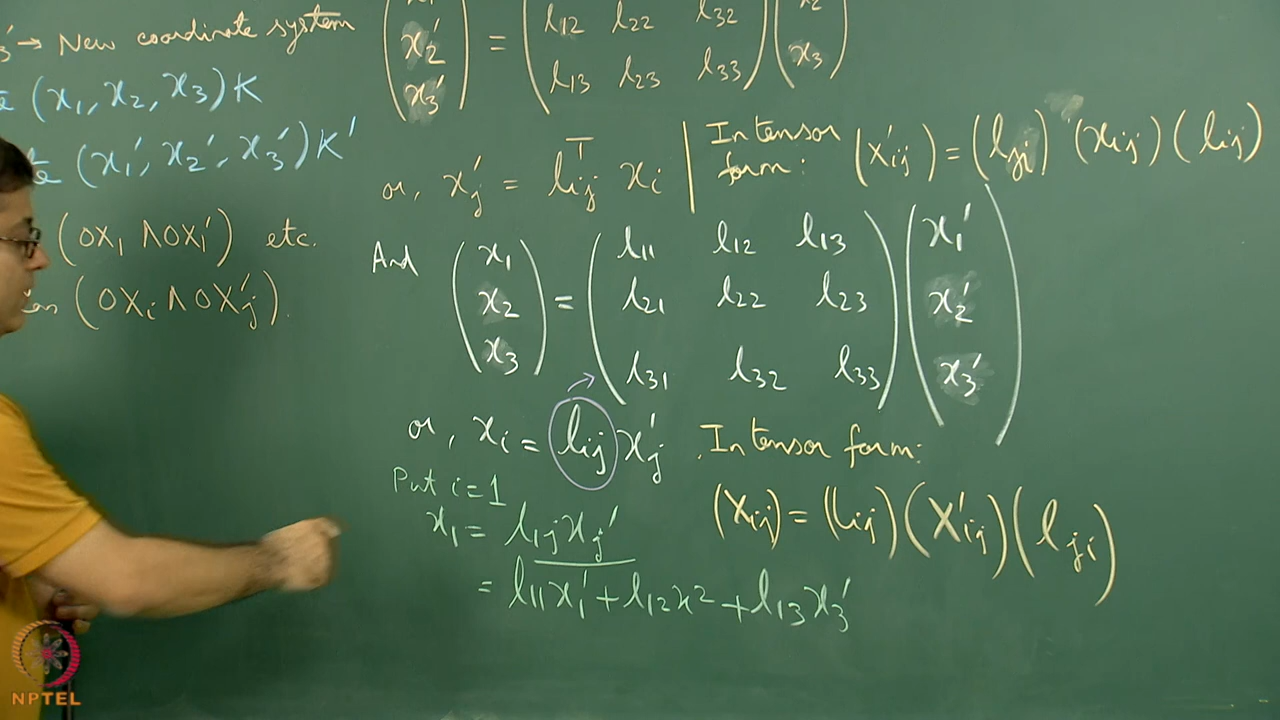 3' → New coordinate system
(x₁, x₂, x₃) K
(x₁', x₂', x₃') K'
(OX₁ ∧ OX₁') etc.
(OXᵢ ∧ OXⱼ').
x₂' = l₁₂ l₂₂ l₃₂
x₃' l₁₃ l₂₃ l₃₃ x₃
or, xⱼ' = lᵢⱼᵀ xᵢ | In tensor form: (X'ᵢⱼ) = (lⱼᵢ) (xᵢⱼ) (lᵢⱼ)
And (x₁ x₂ x₃) =
l₁₁ l₁₂ l₁₃ x₁'
l₂₁ l₂₂ l₂₃ x₂'
l₃₁ l₃₂ l₃₃ x₃'
or, xᵢ = lᵢⱼ xⱼ' . In tensor form:
(Xᵢⱼ) = (lᵢⱼ) (X'ᵢⱼ) (lⱼᵢ)
Put i=1
x₁ = l₁ⱼ xⱼ'
= l₁₁x₁' + l₁₂x² + l₁₃x₃'
NPTEL